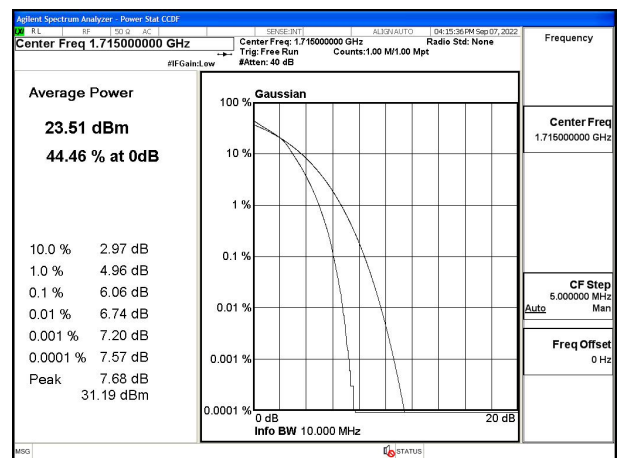 Agilent Spectrum Analyzer - Power Stat CCDF
RL RF 50 Ω AC SENSE:INT ALIGN AUTO 04:15:36 PM Sep 07, 2022
Center Freq 1.715000000 GHz
Center Freq: 1.715000000 GHz Radio Std: None
Trig: Free Run Counts:1.00 M/1.00 Mpt
#IFGain:Low #Atten: 40 dB
Average Power
23.51 dBm
44.46 % at 0dB
10.0 % 2.97 dB
1.0 % 4.96 dB
0.1 % 6.06 dB
0.01 % 6.74 dB
0.001 % 7.20 dB
0.0001 % 7.57 dB
Peak 7.68 dB
31.19 dBm
Gaussian
100 %
10 %
1 %
0.1 %
0.01 %
0.001 %
0.0001 %
0 dB 20 dB
Info BW 10.000 MHz
Frequency
Center Freq
1.715000000 GHz
CF Step
5.000000 MHz
Auto Man
Freq Offset
0 Hz
MSG STATUS